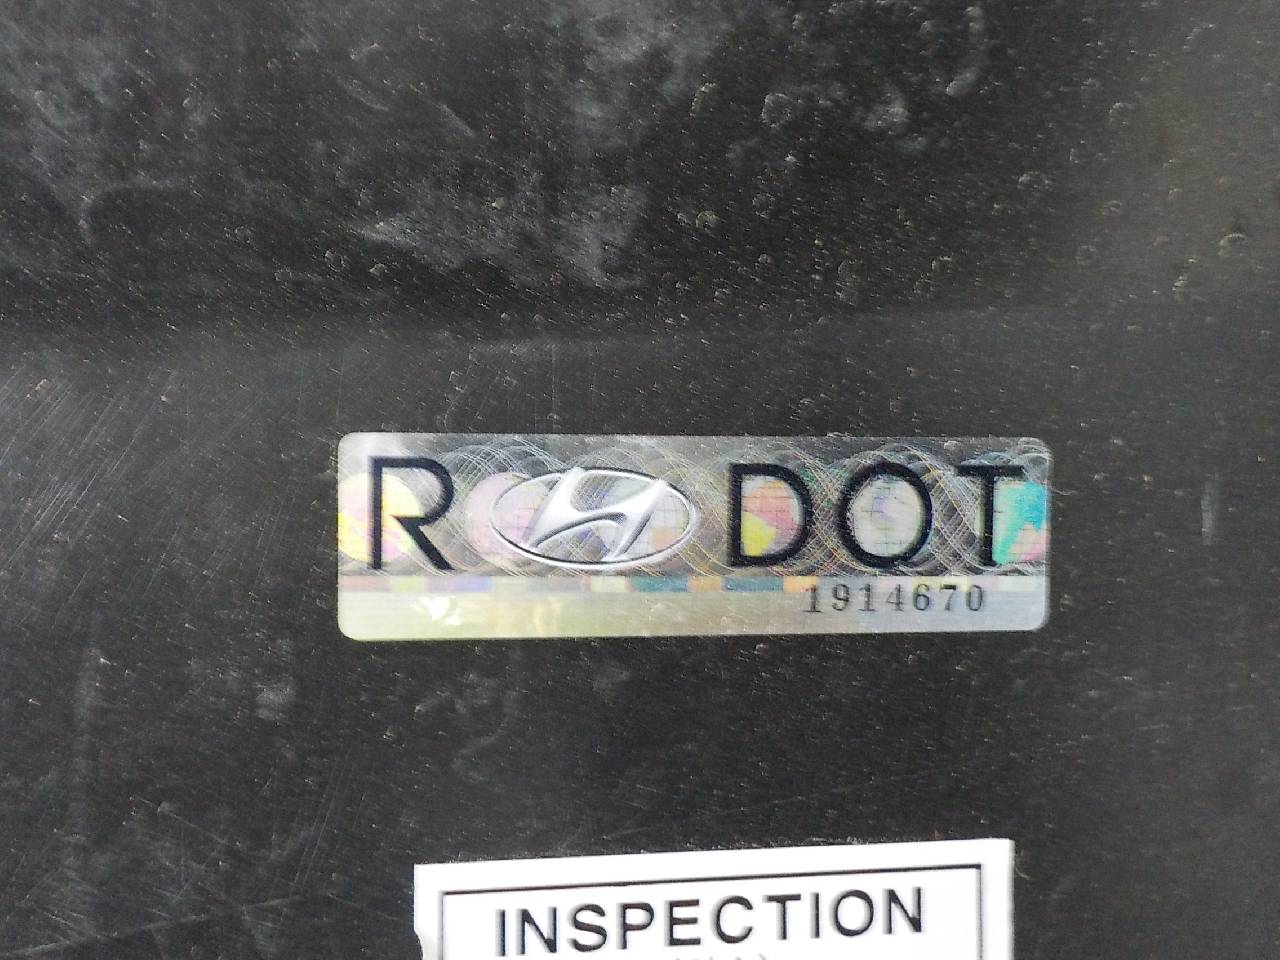 R DOT
1914670
INSPECTION